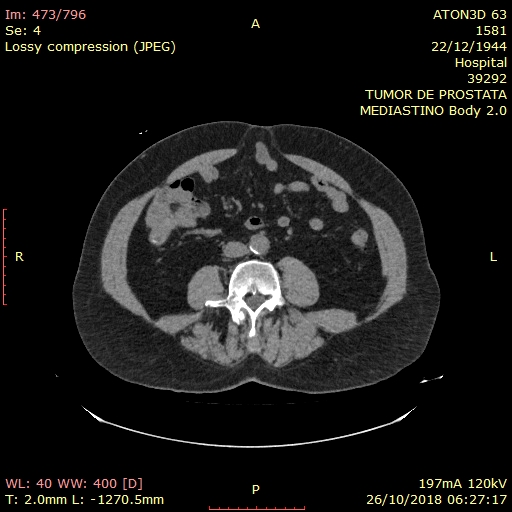 Im: 473/796
Se: 4
Lossy compression (JPEG)
A
ATON3D 63
1581
22/12/1944
Hospital
39292
TUMOR DE PROSTATA
MEDIASTINO Body 2.0
R
L
WL: 40 WW: 400 [D]
T: 2.0mm L: -1270.5mm
P
197mA 120kV
26/10/2018 06:27:17